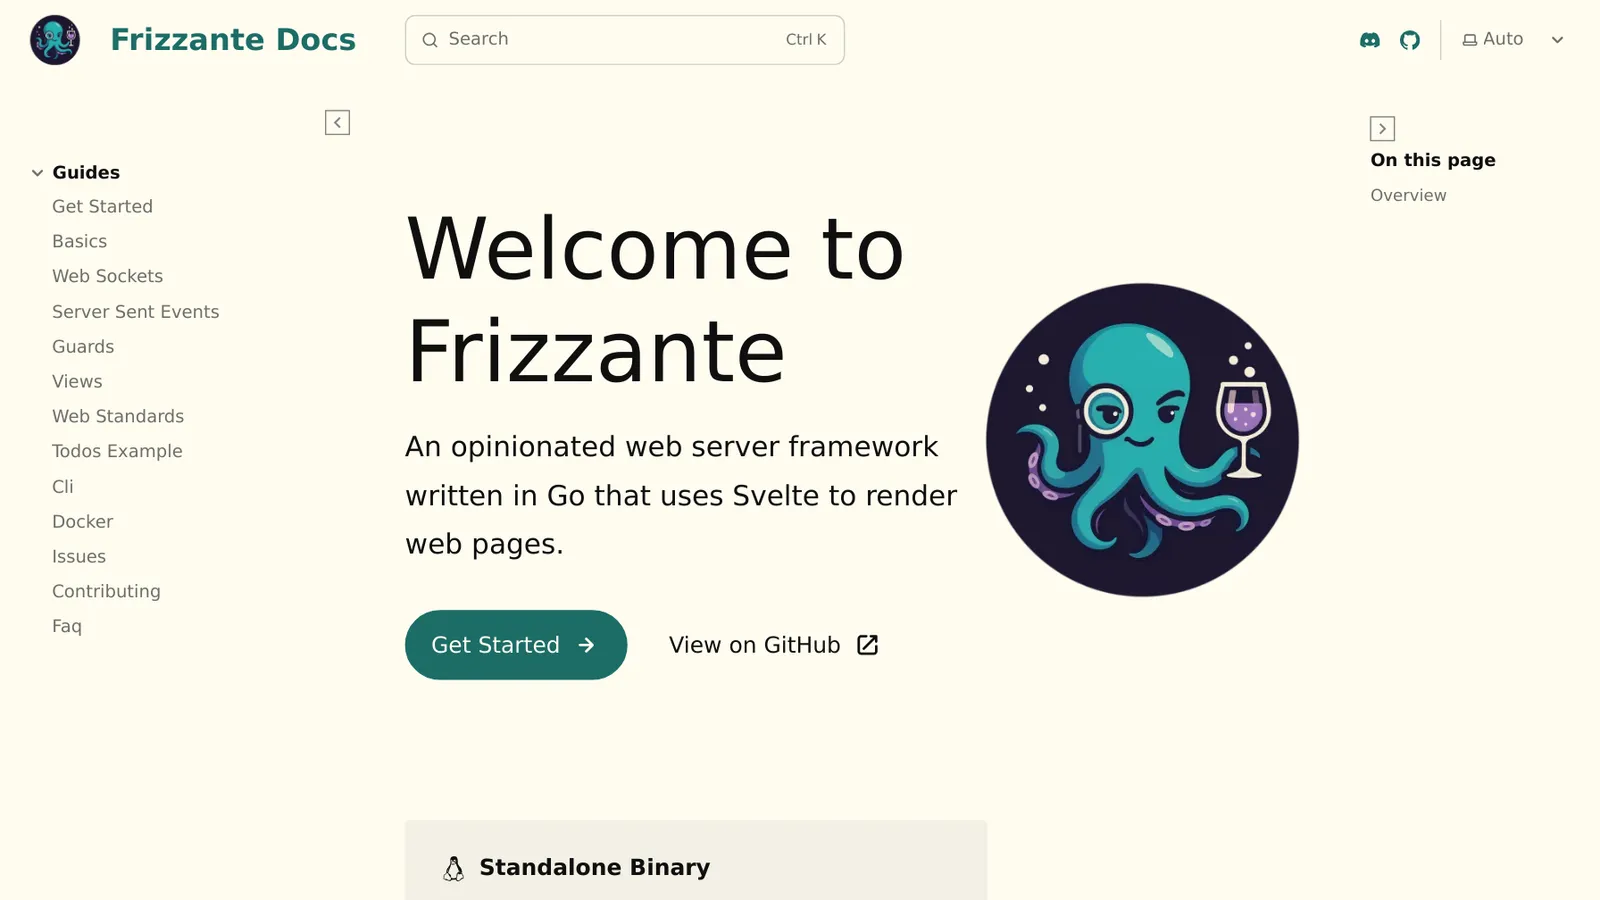 Frizzante Docs
Search
Ctrl K
Auto
Guides
Get Started
Basics
Web Sockets
Server Sent Events
Guards
Views
Web Standards
Todos Example
Cli
Docker
Issues
Contributing
Faq
Welcome to
Frizzante
An opinionated web server framework
written in Go that uses Svelte to render
web pages.
Get Started
View on GitHub
Standalone Binary
On this page
Overview